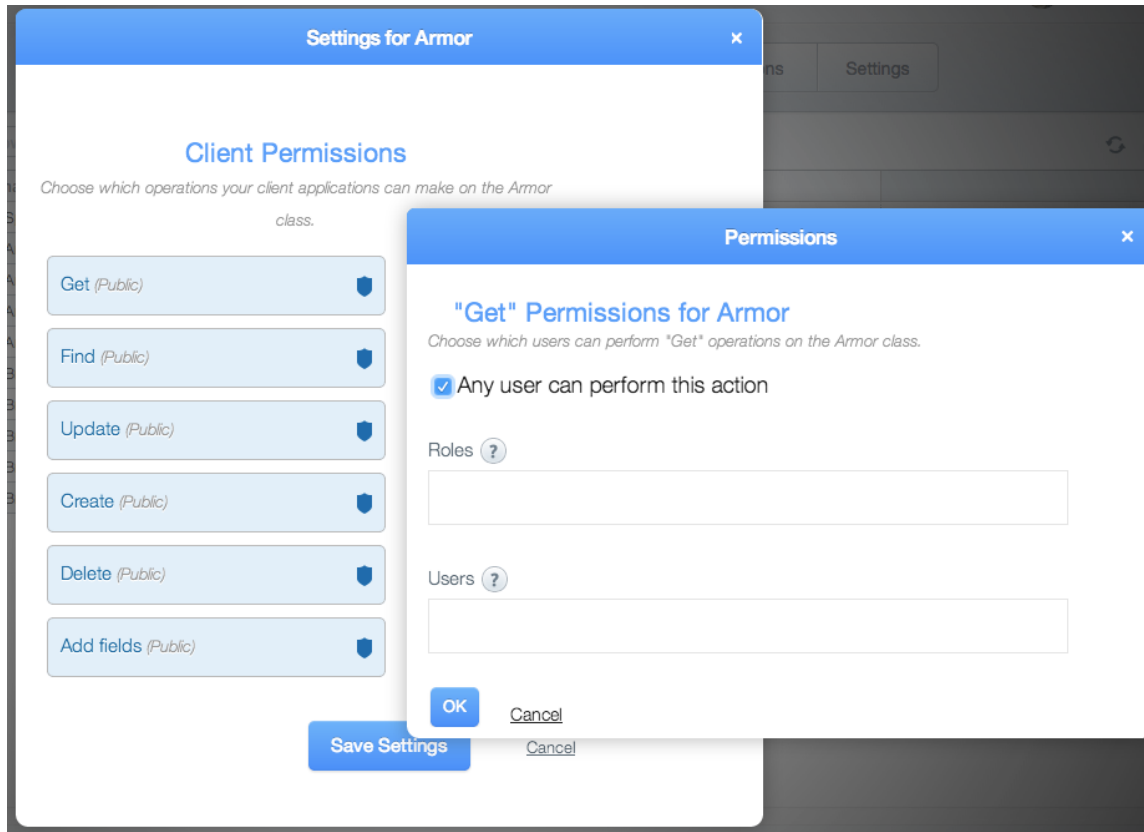 Settings for Armor
×
ns
Settings
Client Permissions
Choose which operations your client applications can make on the Armor
class.
Get (Public)
Find (Public)
Update (Public)
Create (Public)
Delete (Public)
Add fields (Public)
Save Settings
Cancel
Permissions
×
"Get" Permissions for Armor
Choose which users can perform "Get" operations on the Armor class.
Any user can perform this action
Roles ?
Users ?
OK
Cancel